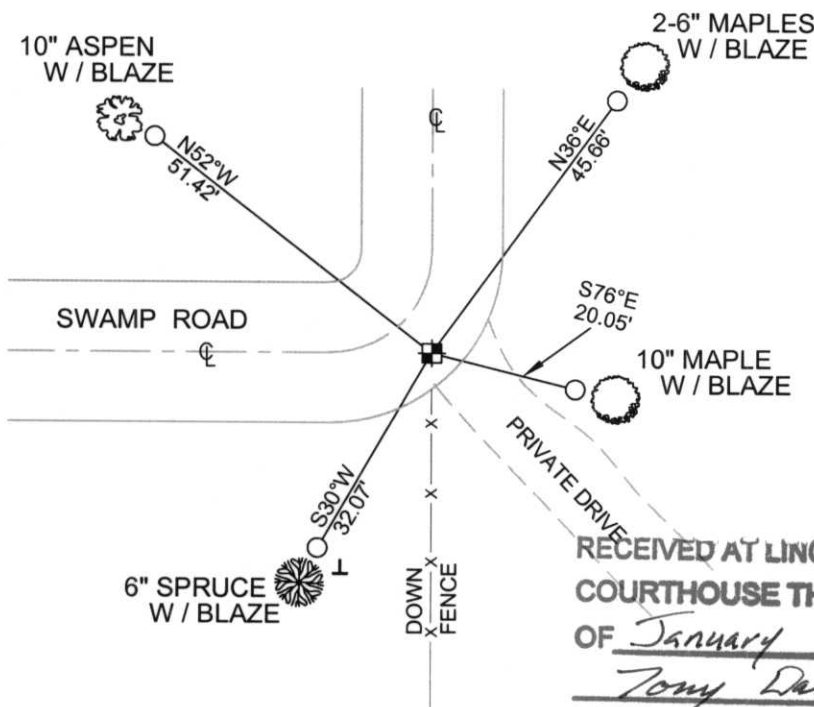 10" ASPEN
W / BLAZE
2-6" MAPLES
W / BLAZE
℄
N52°W
51.42'
N36°E
45.66'
SWAMP ROAD
℄
S76°E
20.05'
10" MAPLE
W / BLAZE
PRIVATE DRIVE
S30°W
32.07'
6" SPRUCE
W / BLAZE
DOWN
FENCE
RECEIVED AT
COURTHOUSE
OF January
Tony